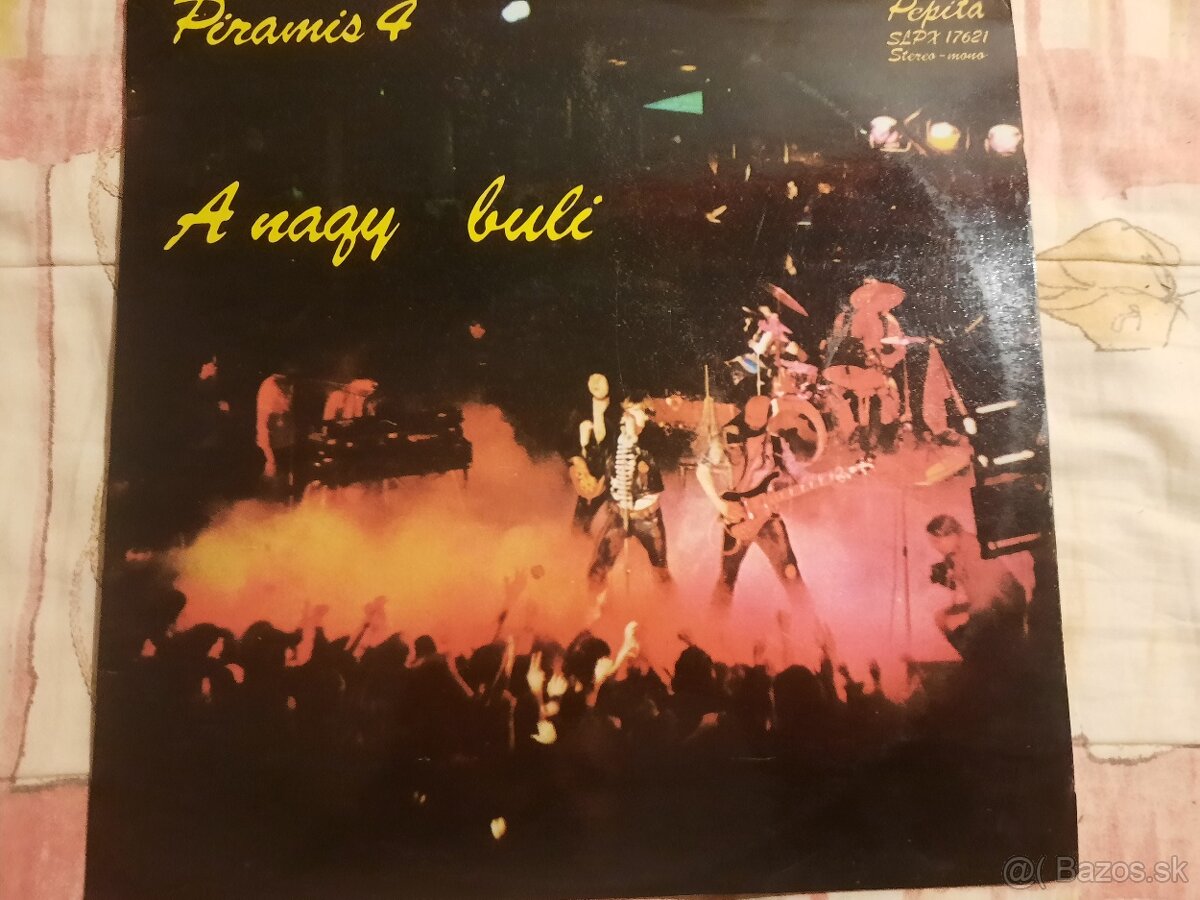 Piramis 4
Pepita
SLPX 17621
Stereo-mono
A nagy buli
@( Bazos.sk